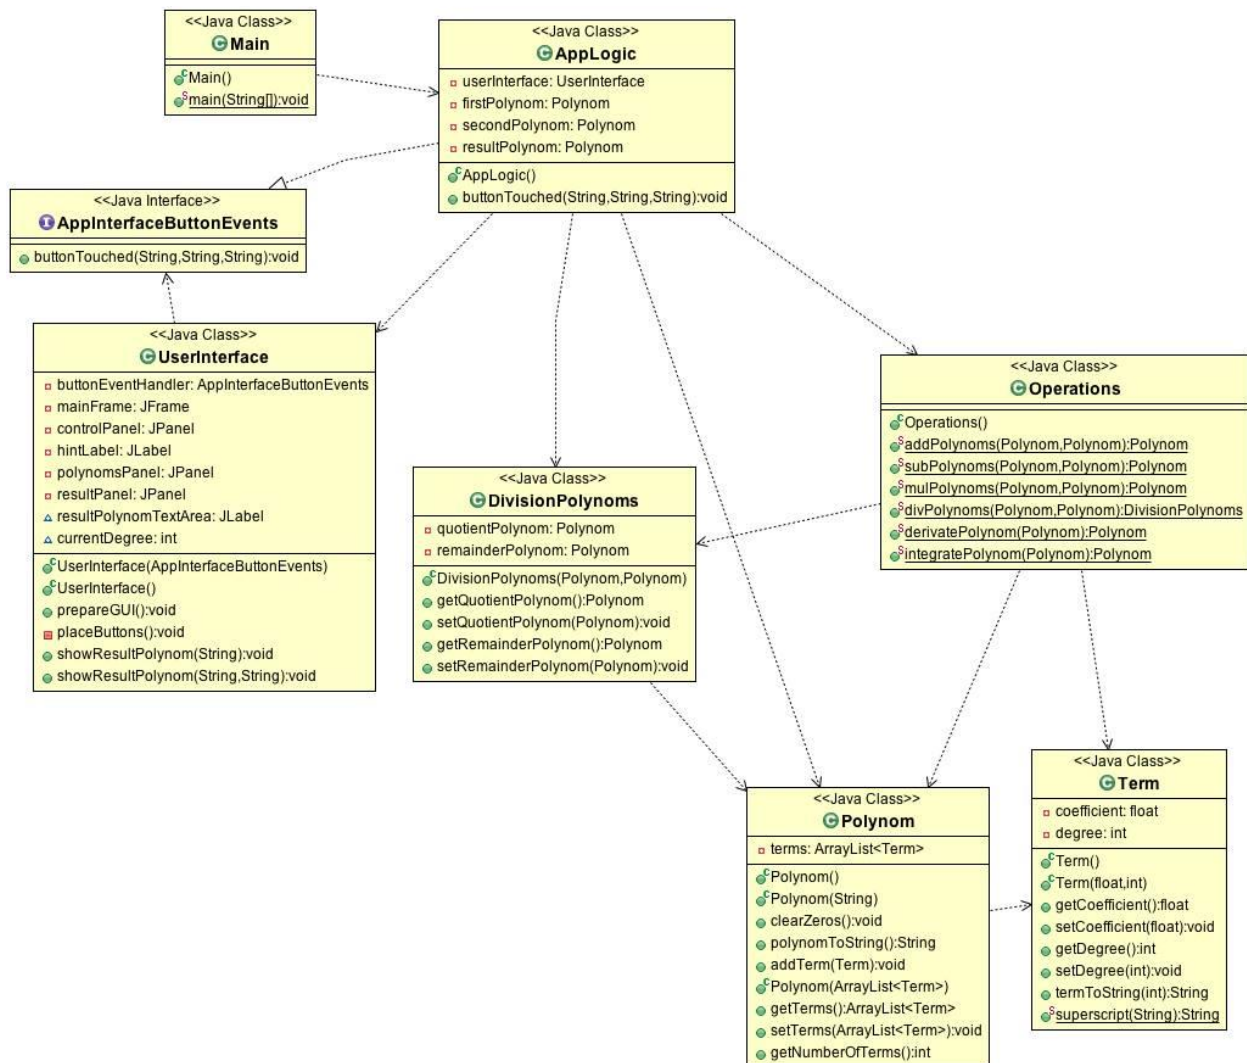 <<Java Class>>
Main
Main()
main(String[]):void
<<Java Class>>
AppLogic
userInterface: UserInterface
firstPolynom: Polynom
secondPolynom: Polynom
resultPolynom: Polynom
AppLogic()
buttonTouched(String,String,String):void
<<Java Interface>>
AppInterfaceButtonEvents
buttonTouched(String,String,String):void
<<Java Class>>
UserInterface
buttonEventHandler: AppInterfaceButtonEvents
mainFrame: JFrame
controlPanel: JPanel
hintLabel: JLabel
polynomsPanel: JPanel
resultPanel: JPanel
resultPolynomTextArea: JLabel
currentDegree: int
UserInterface(AppInterfaceButtonEvents)
UserInterface()
prepareGUI():void
placeButtons():void
showResultPolynom(String):void
showResultPolynom(String,String):void
<<Java Class>>
Operations
Operations()
addPolynoms(Polynom,Polynom):Polynom
subPolynoms(Polynom,Polynom):Polynom
mulPolynoms(Polynom,Polynom):Polynom
divPolynoms(Polynom,Polynom):DivisionPolynoms
derivatePolynom(Polynom):Polynom
integratePolynom(Polynom):Polynom
<<Java Class>>
DivisionPolynoms
quotientPolynom: Polynom
remainderPolynom: Polynom
DivisionPolynoms(Polynom,Polynom)
getQuotientPolynom():Polynom
setQuotientPolynom(Polynom):void
getRemainderPolynom():Polynom
setRemainderPolynom(Polynom):void
<<Java Class>>
Polynom
terms: ArrayList<Term>
Polynom()
Polynom(String)
clearZeros():void
polynomToString():String
addTerm(Term):void
Polynom(ArrayList<Term>)
getTerms():ArrayList<Term>
setTerms(ArrayList<Term>):void
getNumberOfTerms():int
<<Java Class>>
Term
coefficient: float
degree: int
Term()
Term(float,int)
getCoefficient():float
setCoefficient(float):void
getDegree():int
setDegree(int):void
termToString(int):String
superscript(String):String